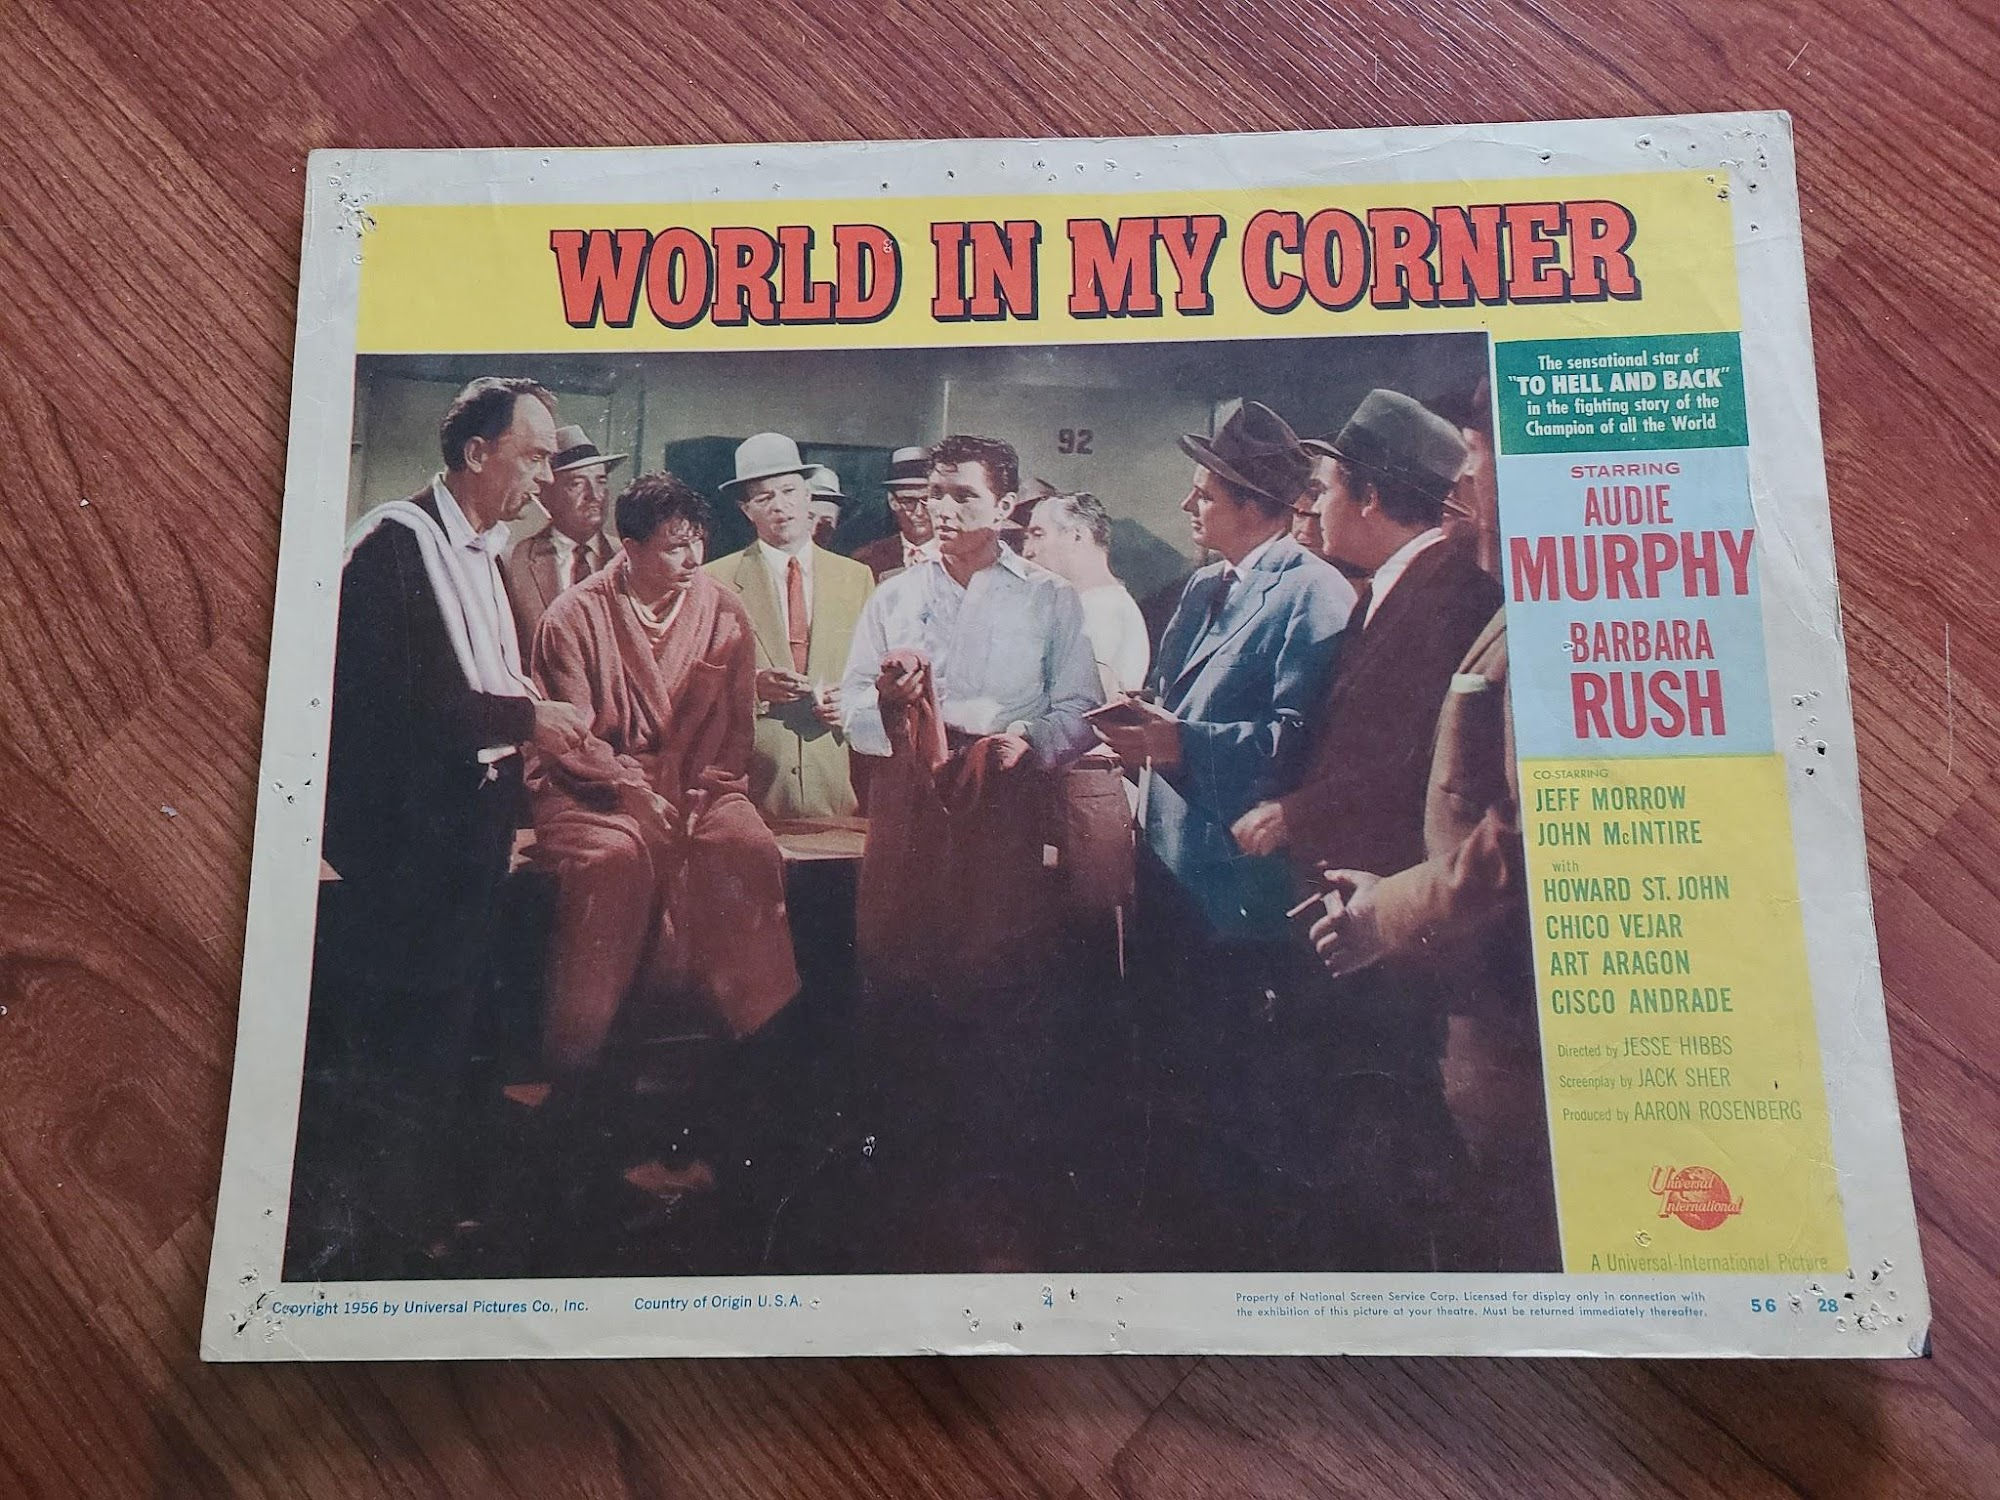 WORLD IN MY CORNER
The sensational star of
"TO HELL AND BACK"
in the fighting story of the
Champion of all the World
STARRING
AUDIE
MURPHY
BARBARA
RUSH
CO-STARRING
JEFF MORROW
JOHN McINTIRE
with
HOWARD ST. JOHN
CHICO VEJAR
ART ARAGON
CISCO ANDRADE
Directed by JESSE HIBBS
Screenplay by JACK SHER
Produced by AARON ROSENBERG
Universal
International
A Universal-International Picture
92
Copyright 1956 by Universal Pictures Co., Inc. Country of Origin U.S.A.
4
Property of National Screen Service Corp. Licensed for display only in connection with
the exhibition of this picture at your theatre. Must be returned immediately thereafter.
56 28